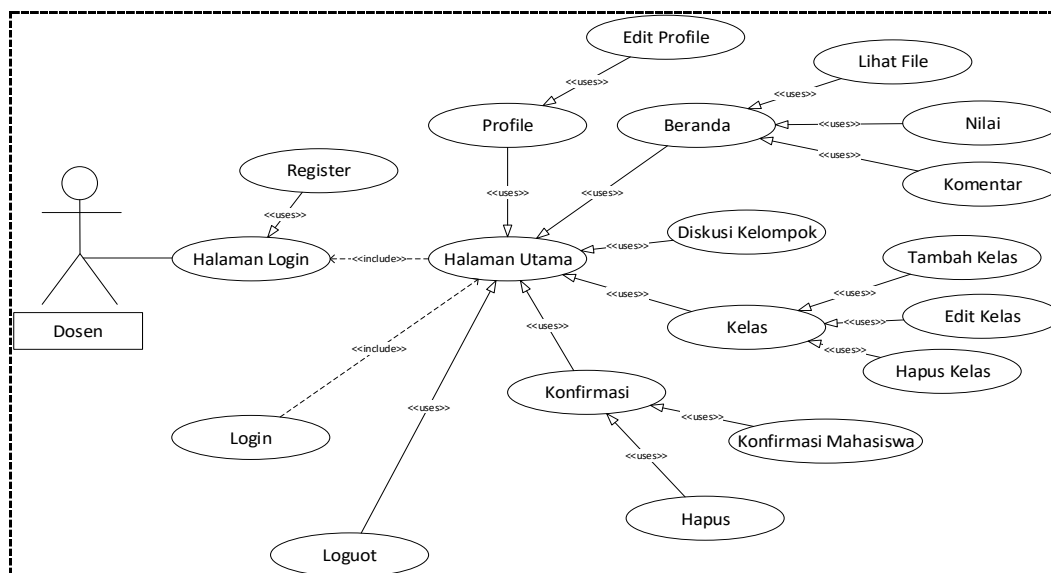 Edit Profile
<<uses>>
Lihat File
<<uses>>
Profile
Beranda
<<uses>>
Nilai
<<uses>>
Komentar
Register
<<uses>>
<<uses>>
<<uses>>
Diskusi Kelompok
<<uses>>
Halaman Login
<<include>>
Halaman Utama
Tambah Kelas
<<uses>>
<<uses>>
Kelas
<<uses>>
Edit Kelas
<<uses>>
Hapus Kelas
Dosen
<<include>>
<<uses>>
Konfirmasi
<<uses>>
<<uses>>
Login
Konfirmasi Mahasiswa
<<uses>>
Hapus
Loguot